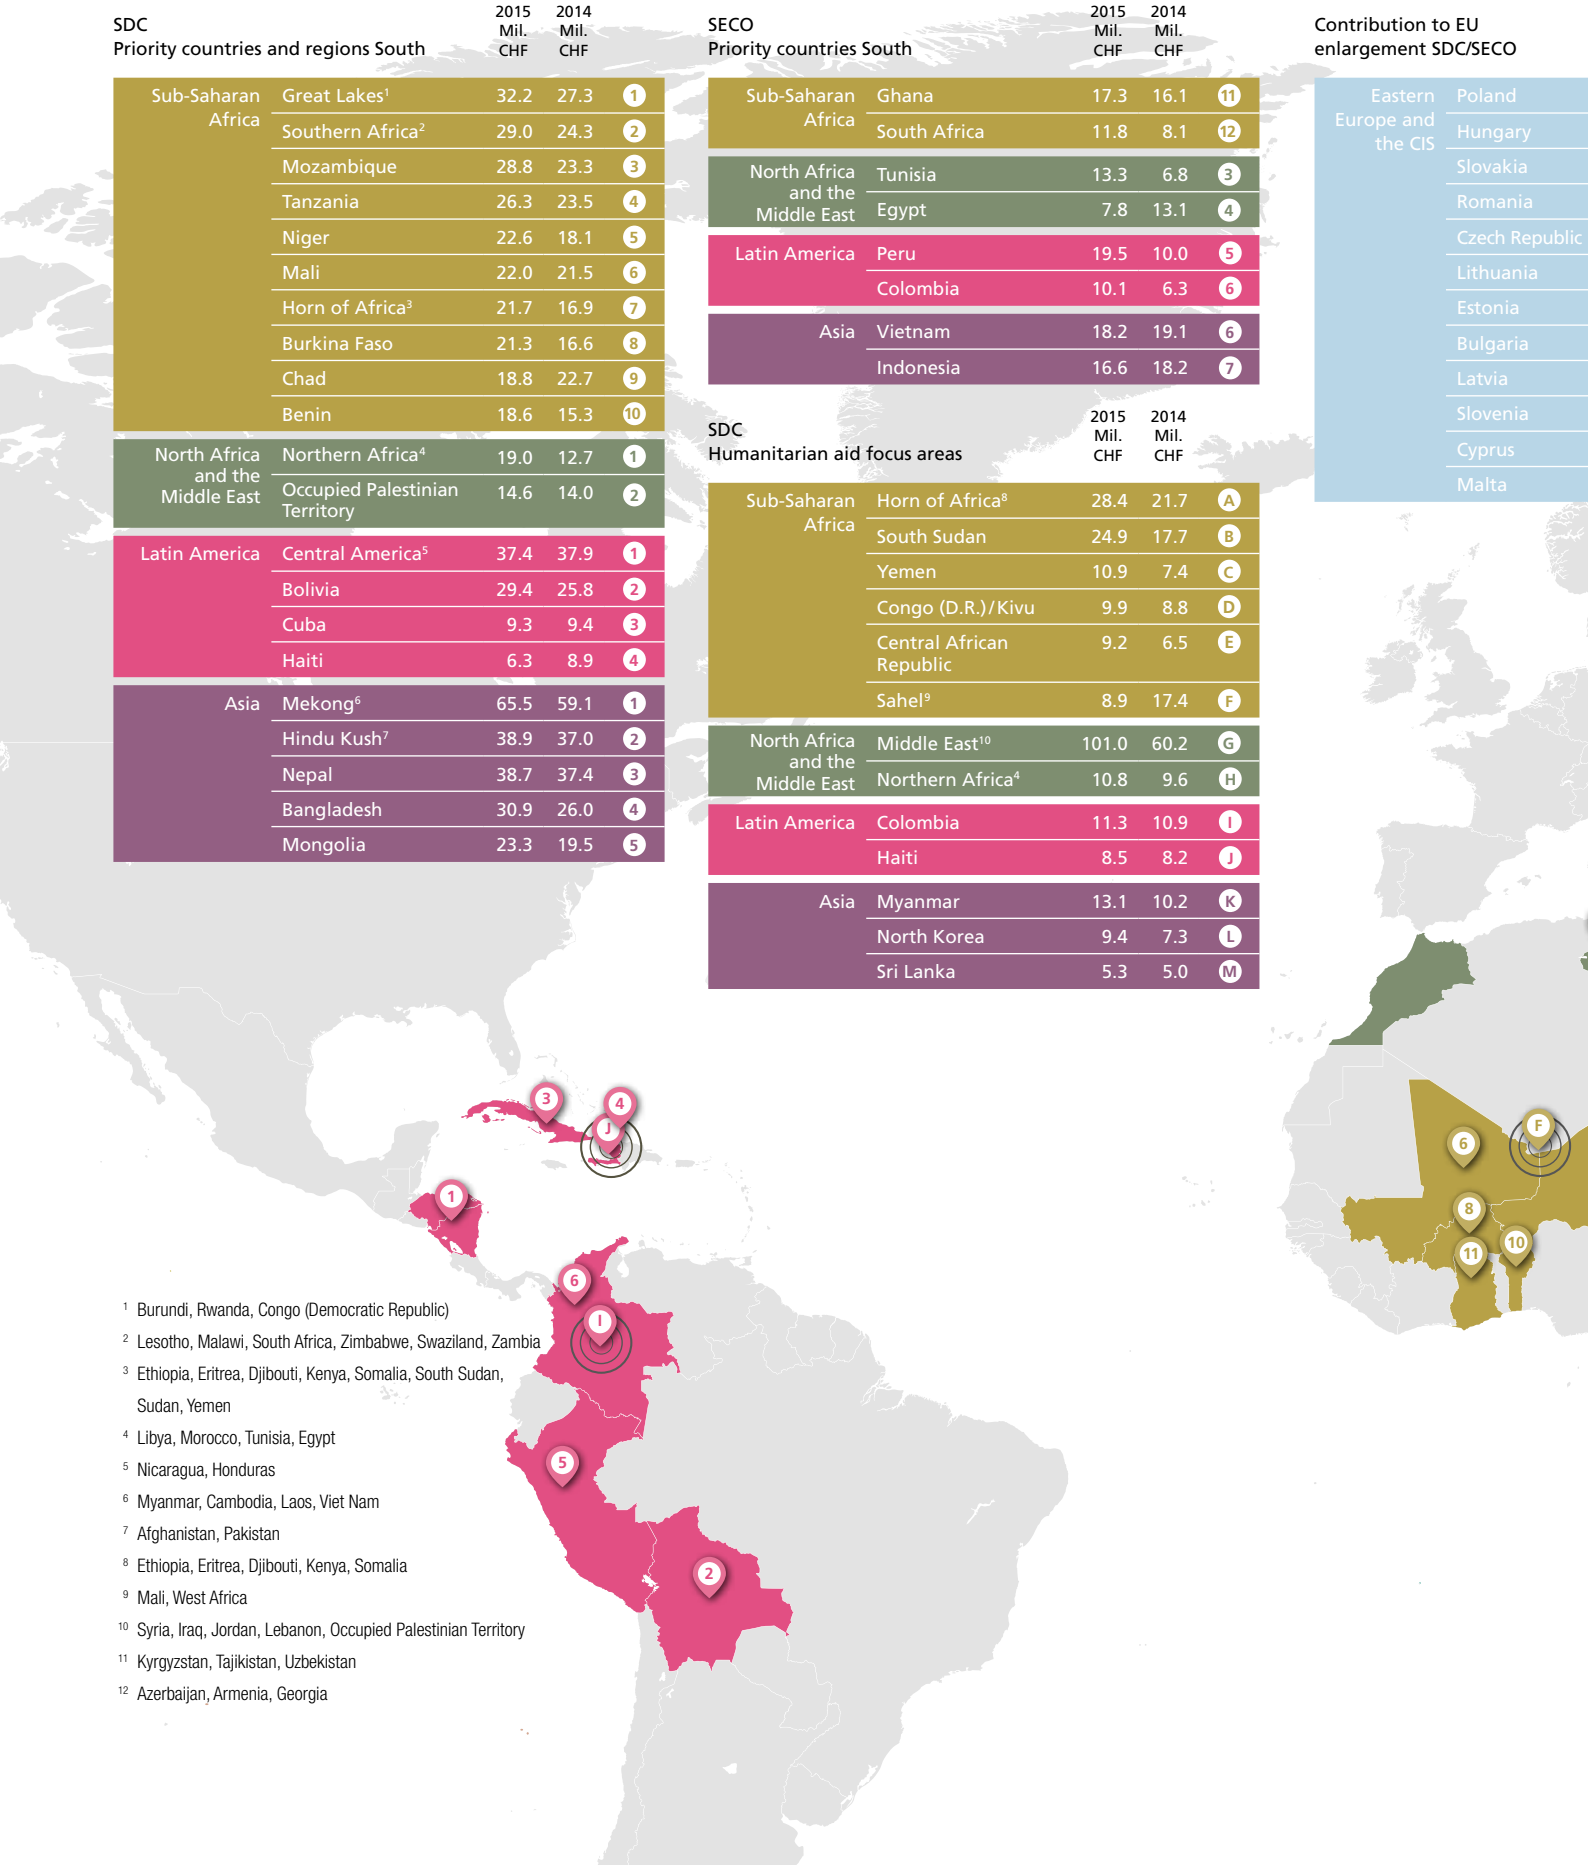 SDC
Priority countries and regions South
2015 2014
Mil. Mil.
CHF CHF
Sub-Saharan Africa
Great Lakes¹ 32.2 27.3 1
Southern Africa² 29.0 24.3 2
Mozambique 28.8 23.3 3
Tanzania 26.3 23.5 4
Niger 22.6 18.1 5
Mali 22.0 21.5 6
Horn of Africa³ 21.7 16.9 7
Burkina Faso 21.3 16.6 8
Chad 18.8 22.7 9
Benin 18.6 15.3 10
North Africa
and the
Middle East
Northern Africa⁴ 19.0 12.7 1
Occupied Palestinian 14.6 14.0 2
Territory
Latin America
Central America⁵ 37.4 37.9 1
Bolivia 29.4 25.8 2
Cuba 9.3 9.4 3
Haiti 6.3 8.9 4
Asia
Mekong⁶ 65.5 59.1 1
Hindu Kush⁷ 38.9 37.0 2
Nepal 38.7 37.4 3
Bangladesh 30.9 26.0 4
Mongolia 23.3 19.5 5
SECO
Priority countries South
2015 2014
Mil. Mil.
CHF CHF
Sub-Saharan
Africa
Ghana 17.3 16.1 11
South Africa 11.8 8.1 12
North Africa
and the
Middle East
Tunisia 13.3 6.8 3
Egypt 7.8 13.1 4
Latin America
Peru 19.5 10.0 5
Colombia 10.1 6.3 6
Asia
Vietnam 18.2 19.1 6
Indonesia 16.6 18.2 7
SDC
Humanitarian aid focus areas
2015 2014
Mil. Mil.
CHF CHF
Sub-Saharan
Africa
Horn of Africa⁸ 28.4 21.7 A
South Sudan 24.9 17.7 B
Yemen 10.9 7.4 C
Congo (D.R.)/Kivu 9.9 8.8 D
Central African 9.2 6.5 E
Republic
Sahel⁹ 8.9 17.4 F
North Africa
and the
Middle East
Middle East¹⁰ 101.0 60.2 G
Northern Africa⁴ 10.8 9.6 H
Latin America
Colombia 11.3 10.9 I
Haiti 8.5 8.2 J
Asia
Myanmar 13.1 10.2 K
North Korea 9.4 7.3 L
Sri Lanka 5.3 5.0 M
Contribution to EU
enlargement SDC/SECO
Eastern
Europe and
the CIS
Poland
Hungary
Slovakia
Romania
Czech Republic
Lithuania
Estonia
Bulgaria
Latvia
Slovenia
Cyprus
Malta
3
4
J
1
6
I
5
2
6
F
8
11
10
¹ Burundi, Rwanda, Congo (Democratic Republic)
² Lesotho, Malawi, South Africa, Zimbabwe, Swaziland, Zambia
³ Ethiopia, Eritrea, Djibouti, Kenya, Somalia, South Sudan,
Sudan, Yemen
⁴ Libya, Morocco, Tunisia, Egypt
⁵ Nicaragua, Honduras
⁶ Myanmar, Cambodia, Laos, Viet Nam
⁷ Afghanistan, Pakistan
⁸ Ethiopia, Eritrea, Djibouti, Kenya, Somalia
⁹ Mali, West Africa
¹⁰ Syria, Iraq, Jordan, Lebanon, Occupied Palestinian Territory
¹¹ Kyrgyzstan, Tajikistan, Uzbekistan
¹² Azerbaijan, Armenia, Georgia